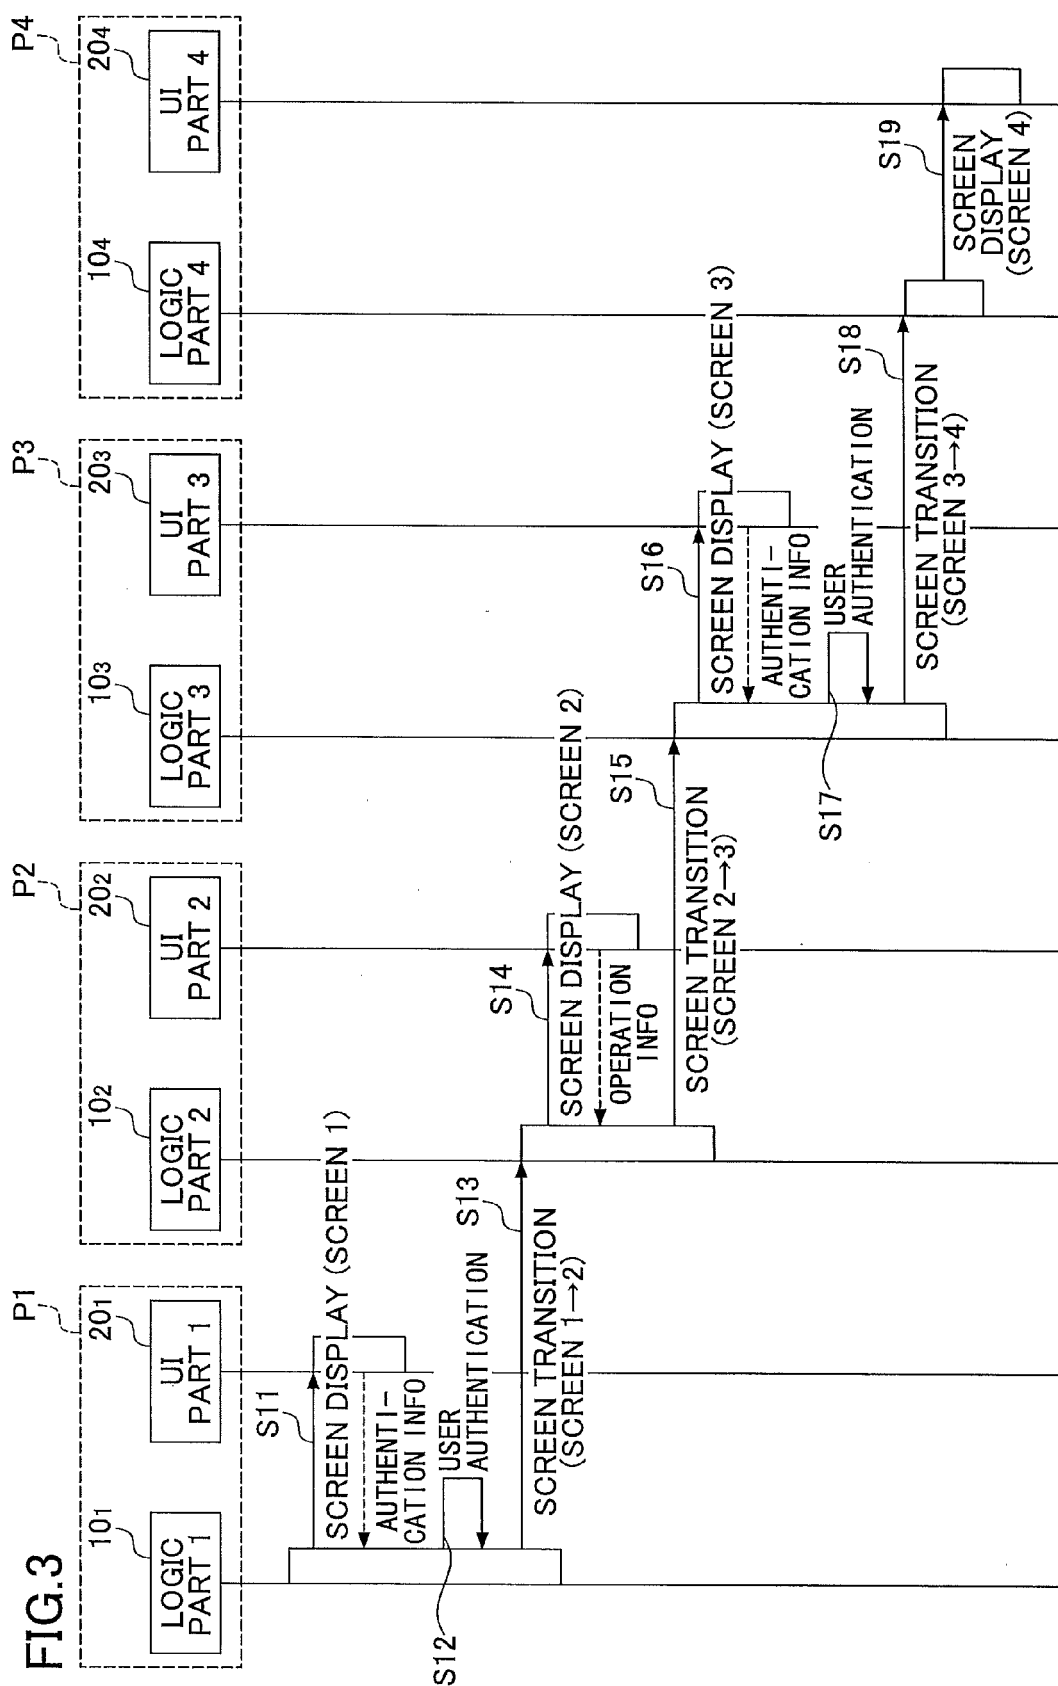 FIG.3
P1
P2
P3
P4
101
201
102
202
103
203
104
204
LOGIC
PART 1
UI
PART 1
LOGIC
PART 2
UI
PART 2
LOGIC
PART 3
UI
PART 3
LOGIC
PART 4
UI
PART 4
S11
SCREEN DISPLAY (SCREEN 1)
AUTHENTI-
CATION INFO
S12
USER
AUTHENTICATION
S13
SCREEN TRANSITION
(SCREEN 1→2)
S14
SCREEN DISPLAY (SCREEN 2)
OPERATION
INFO
S15
SCREEN TRANSITION
(SCREEN 2→3)
S16
SCREEN DISPLAY (SCREEN 3)
AUTHENTI-
CATION INFO
S17
USER
AUTHENTICATION
S18
SCREEN TRANSITION
(SCREEN 3→4)
S19
SCREEN
DISPLAY
(SCREEN 4)